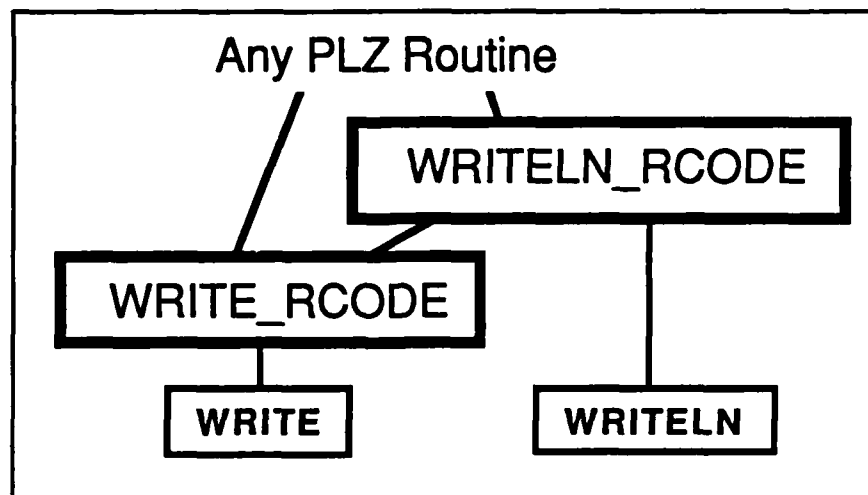 Any PLZ Routine
WRITELN_RCODE
WRITE_RCODE
WRITE
WRITELN